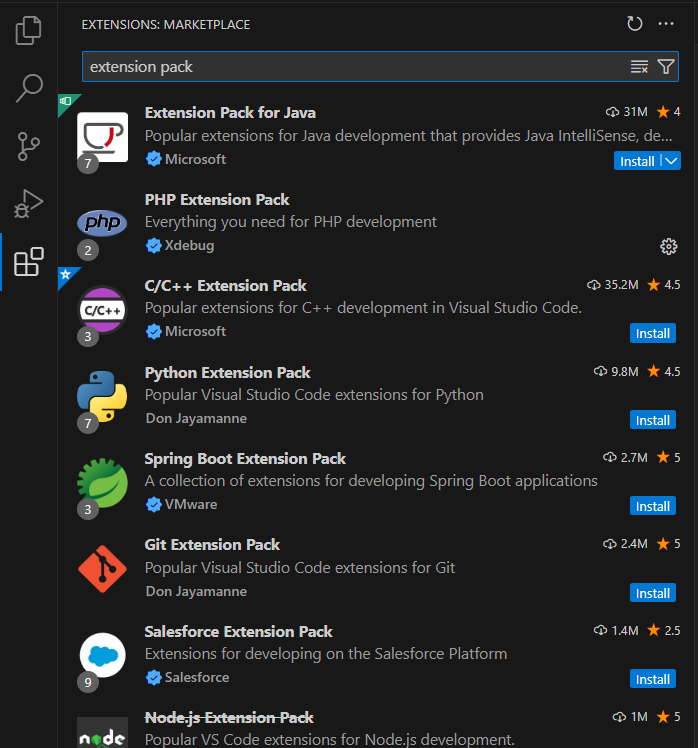 EXTENSIONS: MARKETPLACE
extension pack
Extension Pack for Java 31M 4
Popular extensions for Java development that provides Java IntelliSense, de...
7 Microsoft Install
PHP Extension Pack
php Everything you need for PHP development
2 Xdebug
C/C++ Extension Pack 35.2M 4.5
C/C++ Popular extensions for C++ development in Visual Studio Code.
3 Microsoft Install
Python Extension Pack 9.8M 4.5
Popular Visual Studio Code extensions for Python
7 Don Jayamanne Install
Spring Boot Extension Pack 2.7M 5
A collection of extensions for developing Spring Boot applications
3 VMware Install
Git Extension Pack 2.4M 5
Popular Visual Studio Code extensions for Git
Don Jayamanne Install
Salesforce Extension Pack 1.4M 2.5
Extensions for developing on the Salesforce Platform
9 Salesforce Install
Node.js Extension Pack 1M 5
node Popular VS Code extensions for Node.js development.